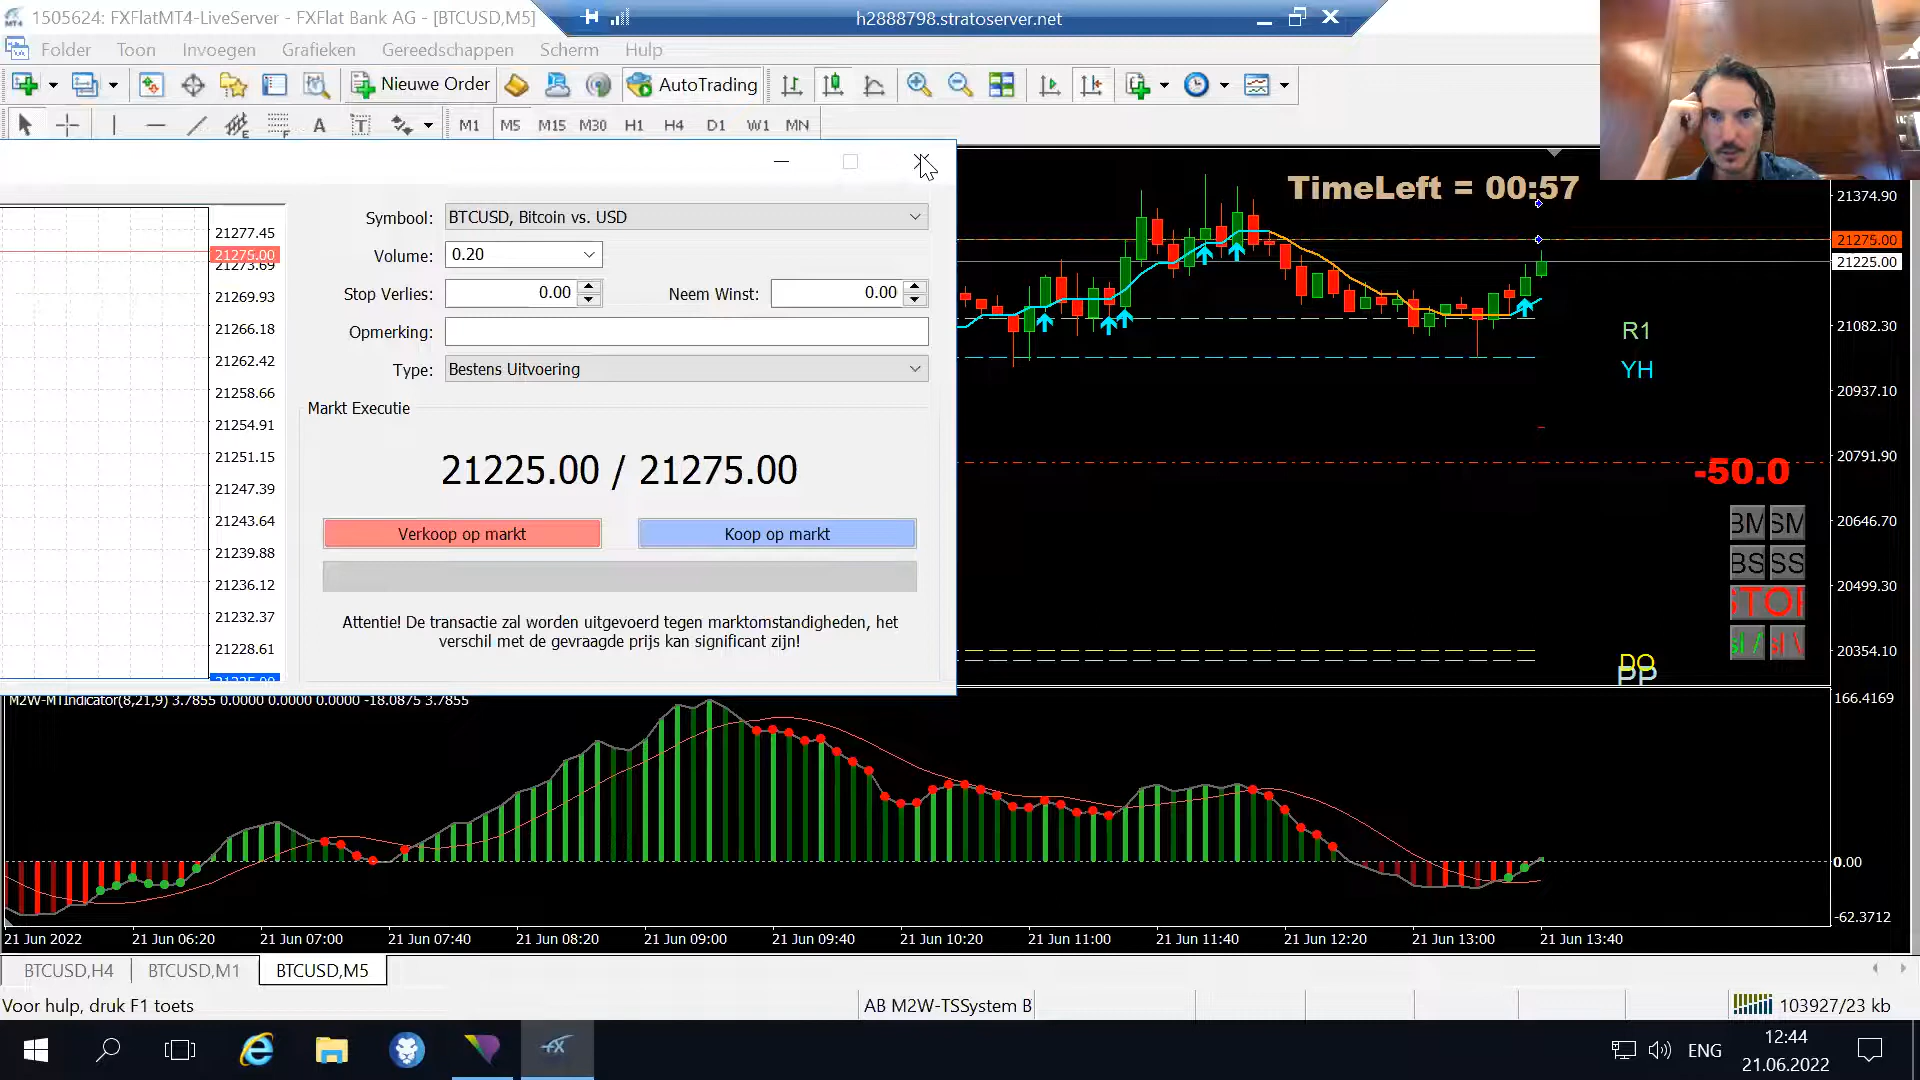 1505624: FXFlatMT4-LiveServer - FXFlat Bank AG - [BTCUSD,M5]
h2888798.stratoserver.net
Folder Toon Invoegen Grafieken Gereedschappen Scherm Hulp
Nieuwe Order AutoTrading
A T M1 M5 M15 M30 H1 H4 D1 W1 MN
TimeLeft = 00:57
Symbool: BTCUSD, Bitcoin vs. USD
Volume: 0.20
Stop Verlies: 0.00 Neem Winst: 0.00
Opmerking:
Type: Bestens Uitvoering
Markt Executie
21225.00 / 21275.00
Verkoop op markt Koop op markt
Attentie! De transactie zal worden uitgevoerd tegen marktomstandigheden, het
verschil met de gevraagde prijs kan significant zijn!
21277.45
21275.00
21273.69
21269.93
21266.18
21262.42
21258.66
21254.91
21251.15
21247.39
21243.64
21239.88
21236.12
21232.37
21228.61
21374.90
21275.00
21225.00
21082.30
20937.10
20791.90
20646.70
20499.30
20354.10
R1
YH
-50.0
BM SM
BS SS
STOP
DO
PP
M2W-MTIndicator(8,21,9) 3.7855 0.0000 0.0000 0.0000 -18.0875 3.7855
166.4169
0.00
-62.3712
21 Jun 2022 21 Jun 06:20 21 Jun 07:00 21 Jun 07:40 21 Jun 08:20 21 Jun 09:00 21 Jun 09:40 21 Jun 10:20 21 Jun 11:00 21 Jun 11:40 21 Jun 12:20 21 Jun 13:00 21 Jun 13:40
BTCUSD,H4 BTCUSD,M1 BTCUSD,M5
Voor hulp, druk F1 toets AB M2W-TSSystem B 103927/23 kb
ENG
12:44
21.06.2022